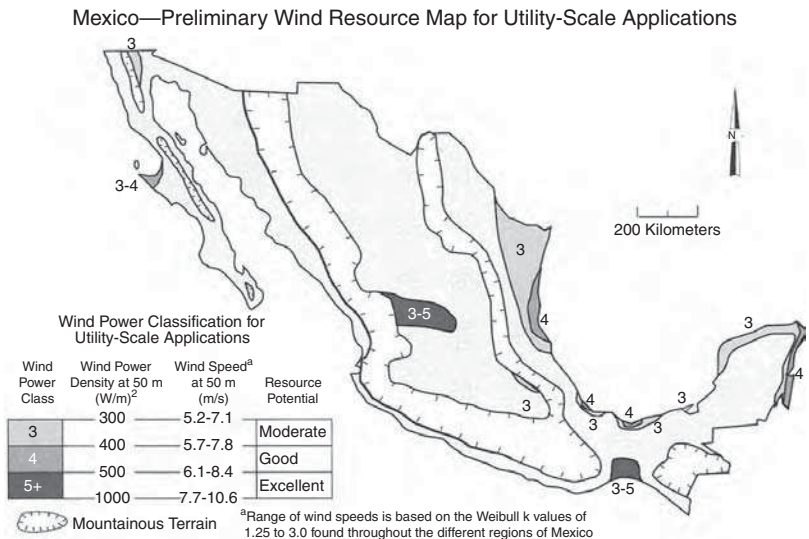 Mexico—Preliminary Wind Resource Map for Utility-Scale Applications
3
N
3-4
200 Kilometers
3
4
3-5
3
4
3
4
3
4
3
3
3
3-5
Wind Power Classification for
Utility-Scale Applications
Wind Power Class
Wind Power Density at 50 m (W/m)2
Wind Speeda at 50 m (m/s)
Resource Potential
300 5.2-7.1
3 Moderate
400 5.7-7.8
4 Good
500 6.1-8.4
5+ Excellent
1000 7.7-10.6
Mountainous Terrain
aRange of wind speeds is based on the Weibull k values of
1.25 to 3.0 found throughout the different regions of Mexico